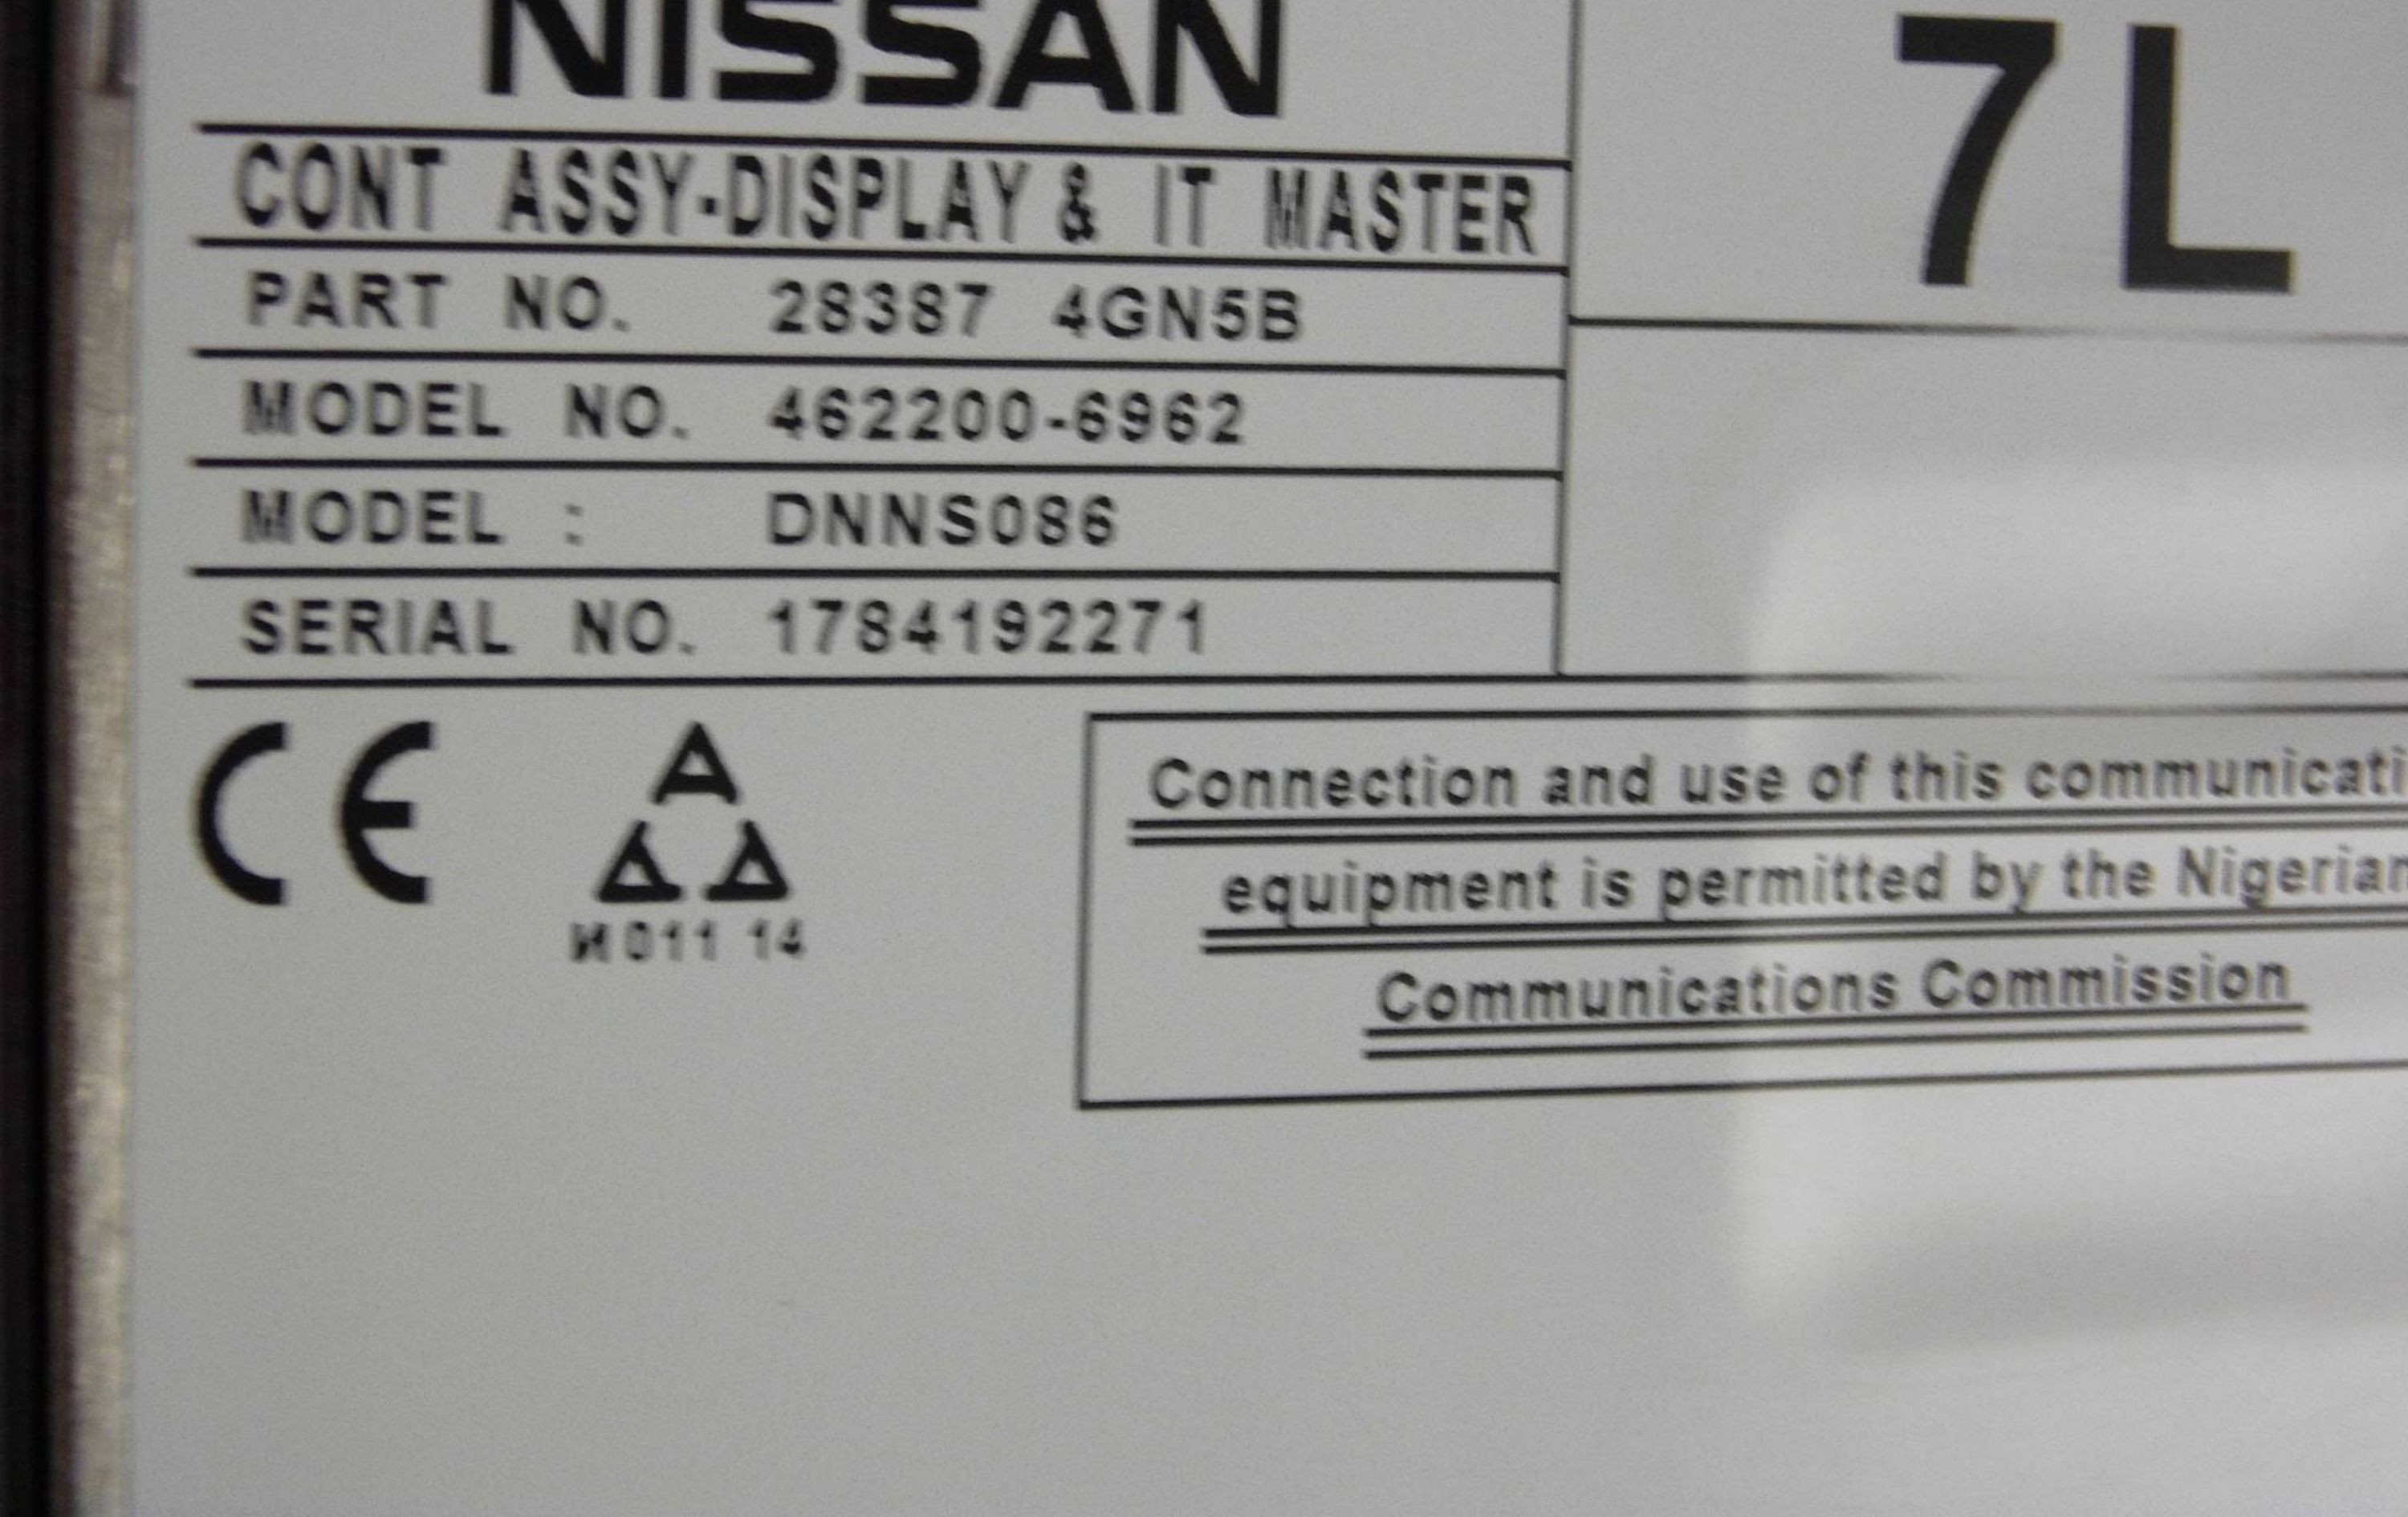 NISSAN
7L
CONT ASSY-DISPLAY & IT MASTER
PART NO. 28387 4GN5B
MODEL NO. 462200-6962
MODEL : DNNS086
SERIAL NO. 1784192271
CE
И011 14
Connection and use of this communicati
equipment is permitted by the Nigerian
Communications Commission